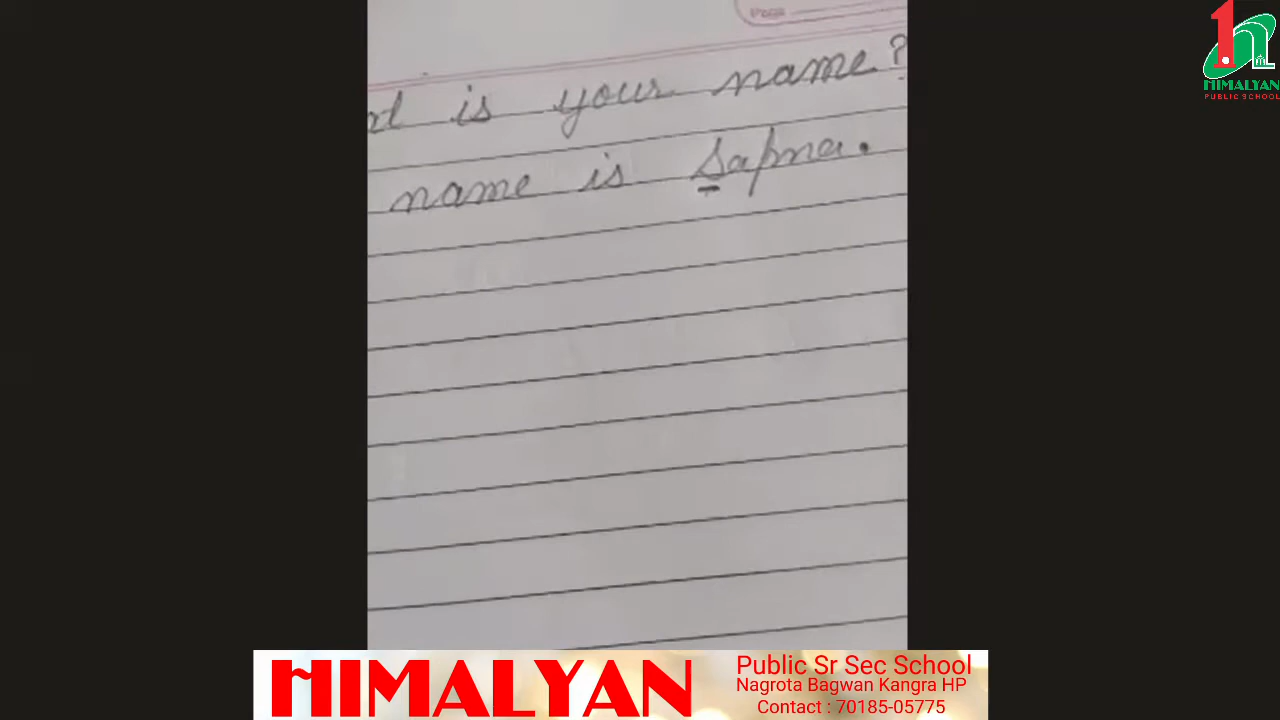 Page
is your name?
name is Sapna.
HIMALYAN
PUBLIC SCHOOL
HIMALYAN
Public Sr Sec School
Nagrota Bagwan Kangra HP
Contact : 70185-05775